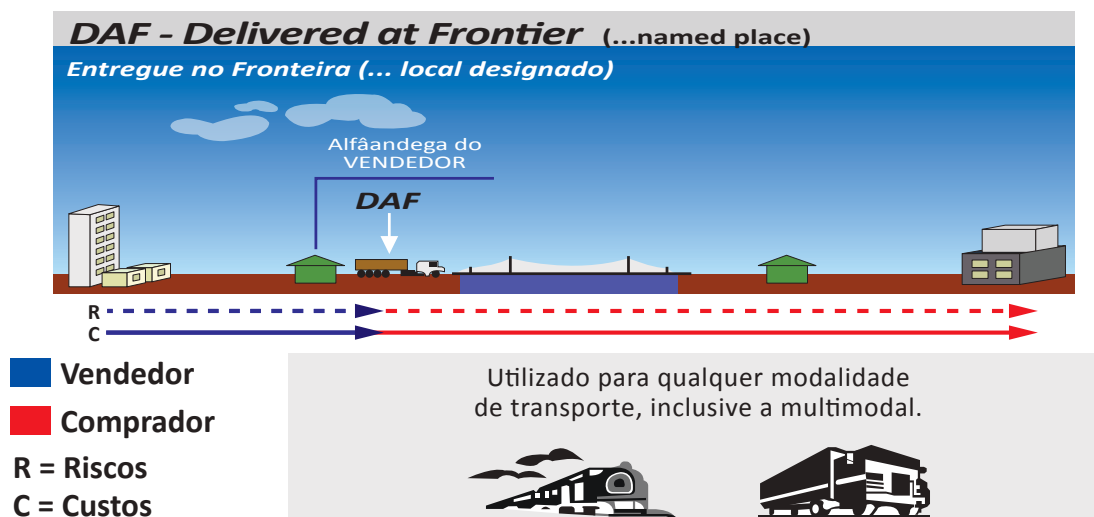 DAF - Delivered at Frontier (...named place)
Entregue no Fronteira (... local designado)
Alfâandega do
VENDEDOR
DAF
R
C
Vendedor
Comprador
R = Riscos
C = Custos
Utilizado para qualquer modalidade
de transporte, inclusive a multimodal.